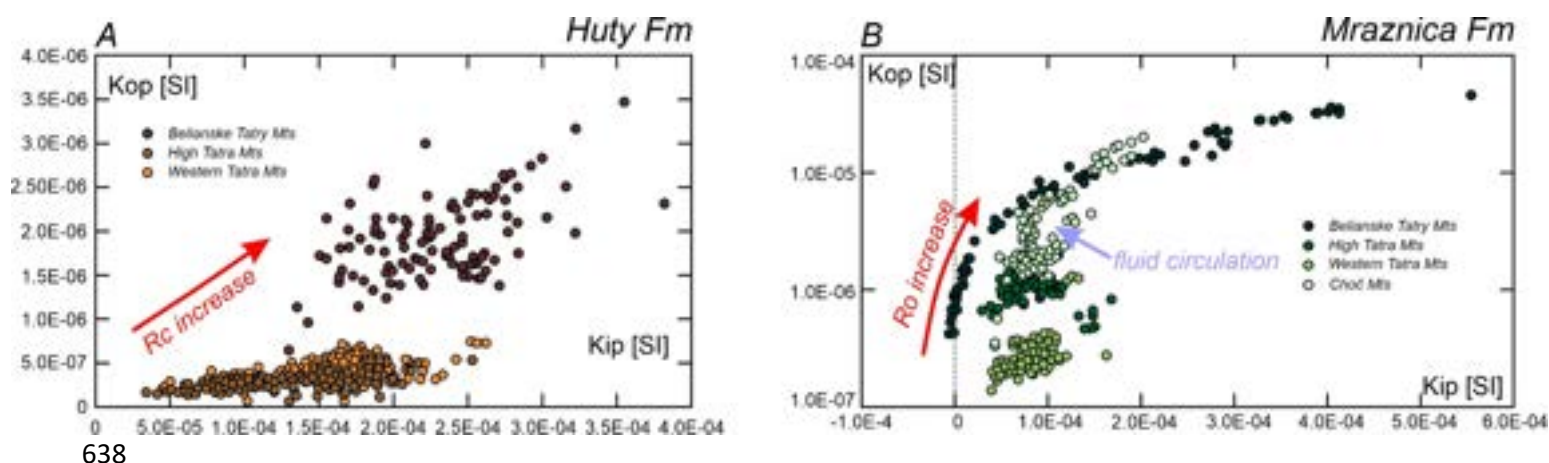 A Huty Fm
4.0E-06
3.5E-06
3.0E-06
2.50E-06
2.0E-06
1.5E-06
1.0E-06
5.0E-07
0
Kop [SI]
Belianske Tatry Mts
High Tatra Mts
Western Tatra Mts
Rc increase
Kip [SI]
0 5.0E-05 1.0E-04 1.5E-04 2.0E-04 2.5E-04 3.0E-04 3.5E-04 4.0E-04
B Mraznica Fm
1.0E-04
1.0E-05
1.0E-06
1.0E-07
Kop [SI]
Ro increase
fluid circulation
Belianske Tatry Mts
High Tatra Mts
Western Tatra Mts
Choč Mts
Kip [SI]
-1.0E-4 0 1.0E-04 2.0E-04 3.0E-04 4.0E-04 5.0E-04 6.0E-04
638